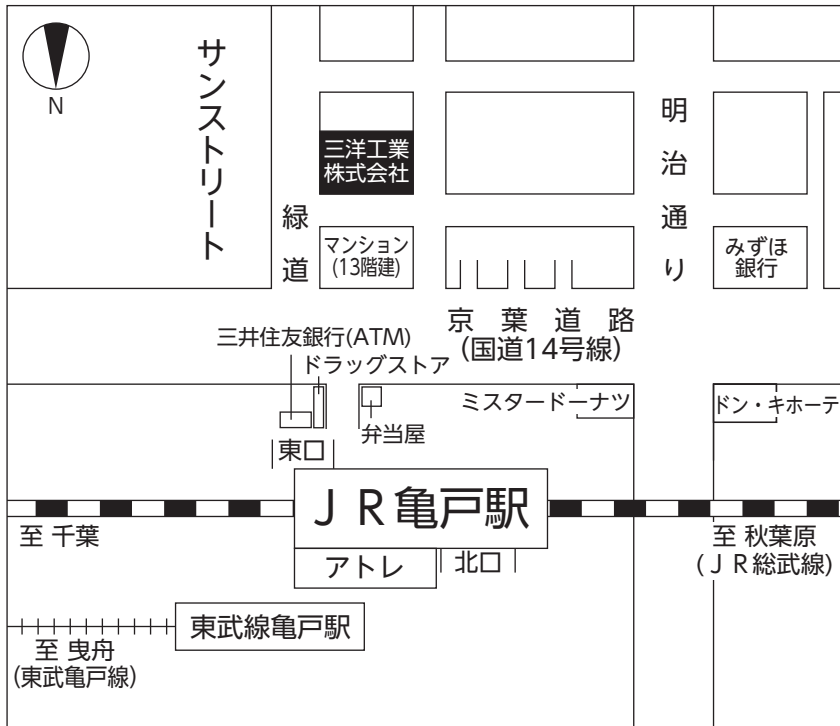 N
サンストリート
三洋工業
株式会社
緑道
マンション
(13階建)
明治通り
みずほ
銀行
京葉道路
(国道14号線)
三井住友銀行(ATM)
ドラッグストア
弁当屋
ミスタードーナツ
ドン・キホーテ
東口
ＪＲ亀戸駅
至 千葉
至 秋葉原
(ＪＲ総武線)
アトレ
北口
東武線亀戸駅
至 曳舟
(東武亀戸線)